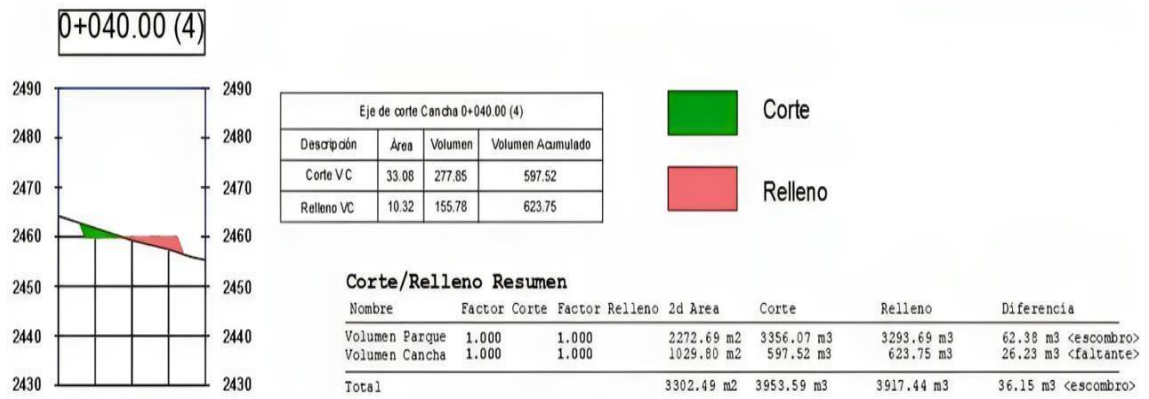 0+040.00 (4)
2490 2490
2480 2480
2470 2470
2460 2460
2450 2450
2440 2440
2430 2430
Eje de corte Cancha 0+040.00 (4)
Descripción Área Volumen Volumen Acumulado
Corte VC 33.08 277.85 597.52
Relleno VC 10.32 155.78 623.75
Corte
Relleno
Corte/Relleno Resumen
Nombre Factor Corte Factor Relleno 2d Area Corte Relleno Diferencia
Volumen Parque 1.000 1.000 2272.69 m2 3356.07 m3 3293.69 m3 62.38 m3 <escombro>
Volumen Cancha 1.000 1.000 1029.80 m2 597.52 m3 623.75 m3 26.23 m3 <faltante>
Total 3302.49 m2 3953.59 m3 3917.44 m3 36.15 m3 <escombro>